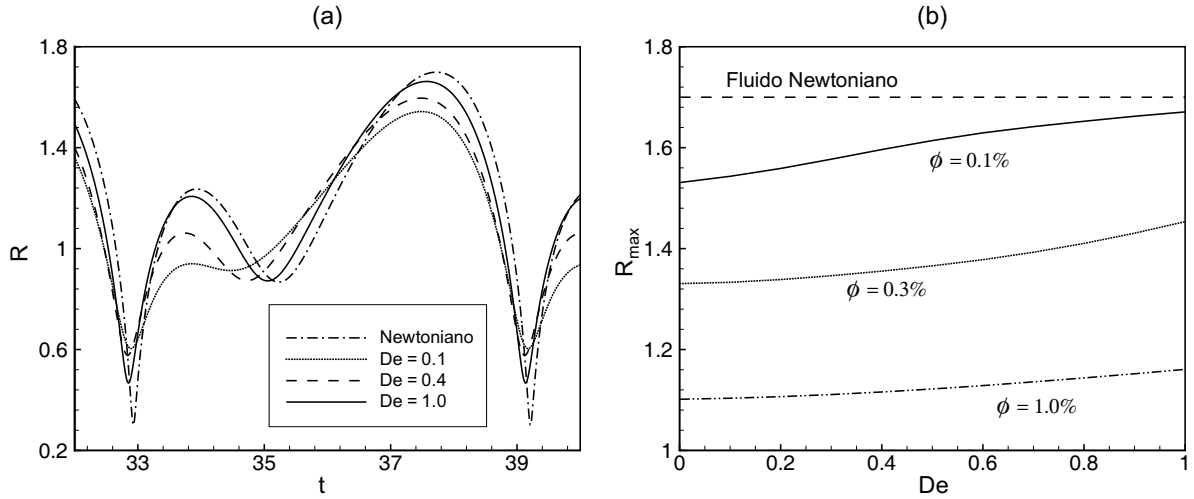 (a)
1.8
1.4
1
0.6
0.2
R
33
35
37
39
t
Newtoniano
De = 0.1
De = 0.4
De = 1.0
(b)
1.8
1.6
1.4
1.2
1
R_max
0
0.2
0.4
0.6
0.8
1
De
Fluido Newtoniano
ϕ = 0.1%
ϕ = 0.3%
ϕ = 1.0%